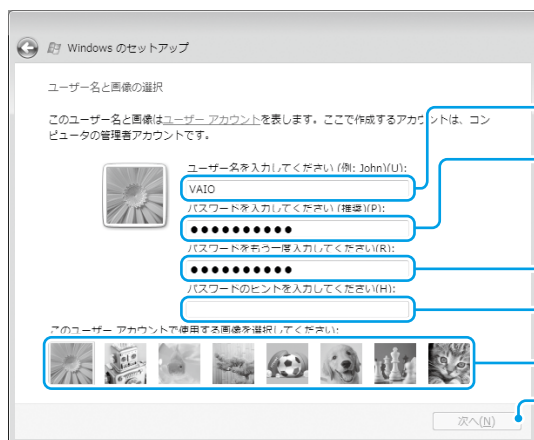 Windows のセットアップ
ユーザー名と画像の選択
このユーザー名と画像はユーザー アカウントを表します。ここで作成するアカウントは、コン
ピュータの管理者アカウントです。
ユーザー名を入力してください (例: John)(U):
VAIO
パスワードを入力してください (推奨)(P):
●●●●●●●●●●
パスワードをもう一度入力してください(R):
●●●●●●●●●●
パスワードのヒントを入力してください(H):
このユーザー アカウントで使用する画像を選択してください:
次へ(N)